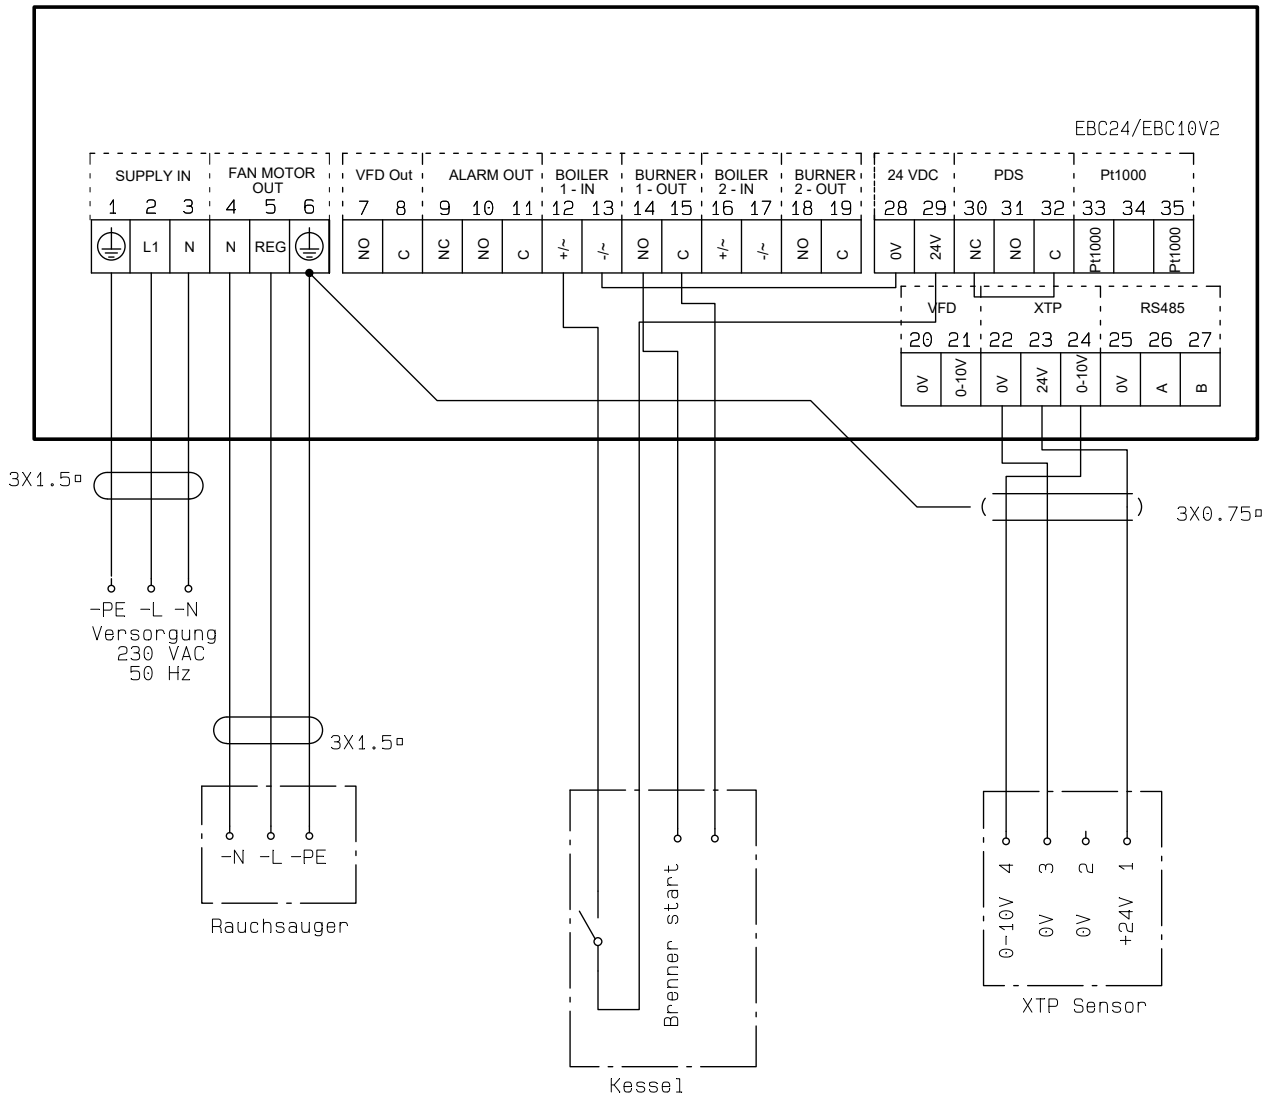 EBC24/EBC10V2
SUPPLY IN
FAN MOTOR
OUT
VFD Out
ALARM OUT
BOILER
1 - IN
BURNER
1 - OUT
BOILER
2 - IN
BURNER
2 - OUT
24 VDC
PDS
Pt1000
1 2 3 4 5 6 7 8 9 10 11 12 13 14 15 16 17 18 19 28 29 30 31 32 33 34 35
L1 N N REG NO C NC NO C +/~ -/~ NO C +/~ -/~ NO C 0V 24V NC NO C Pt1000 Pt1000
VFD
XTP
RS485
20 21 22 23 24 25 26 27
0V 0-10V 0V 24V 0-10V 0V A B
3X1.5¤
3X0.75¤
-PE -L -N
Versorgung
230 VAC
50 Hz
3X1.5¤
-N -L -PE
Rauchsauger
Brenner start
Kessel
4 3 2 1
0-10V 0V 0V +24V
XTP Sensor